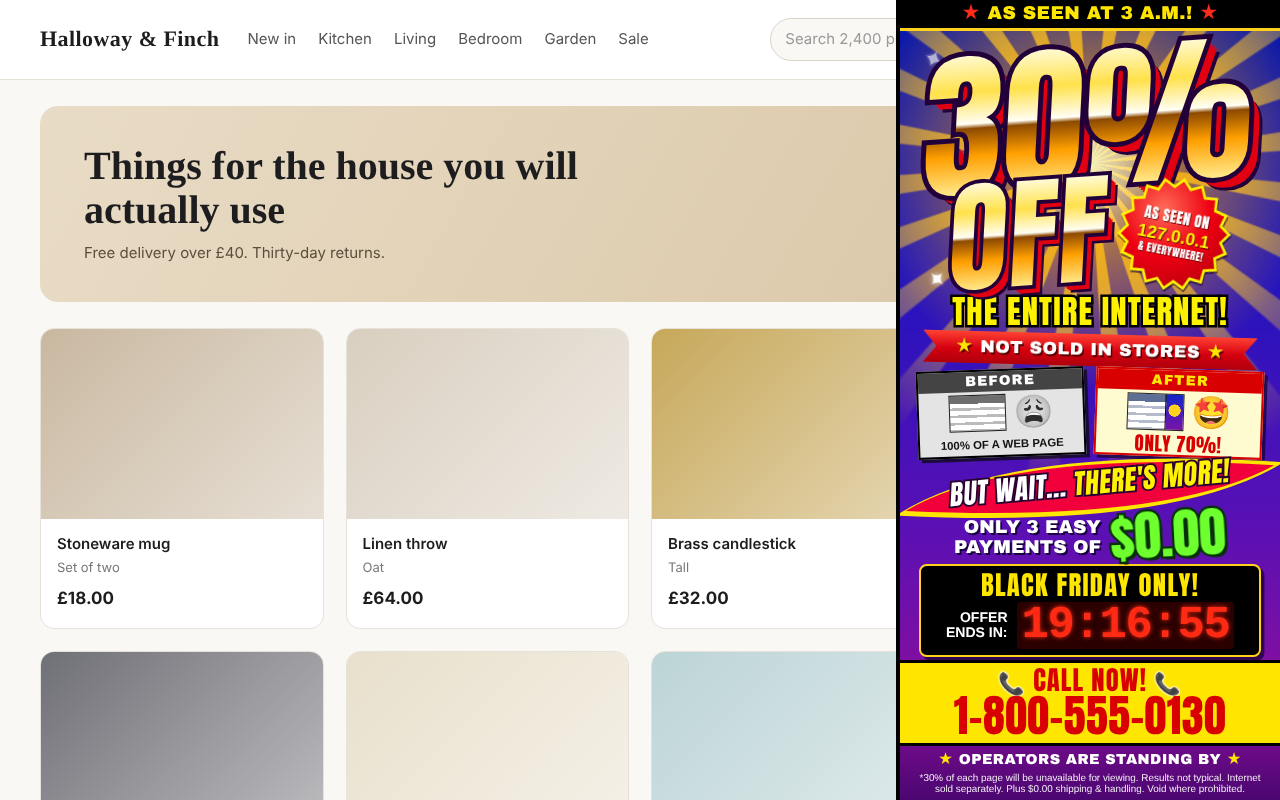 Halloway & Finch
New in Kitchen Living Bedroom Garden Sale
Search 2,400 p
Things for the house you will
actually use
Free delivery over £40. Thirty-day returns.
Stoneware mug
Set of two
£18.00
Linen throw
Oat
£64.00
Brass candlestick
Tall
£32.00
★ AS SEEN AT 3 A.M.! ★
30%
OFF
AS SEEN ON
127.0.0.1
& EVERYWHERE!
THE ENTIRE INTERNET!
★ NOT SOLD IN STORES ★
BEFORE
100% OF A WEB PAGE
AFTER
ONLY 70%!
BUT WAIT... THERE'S MORE!
ONLY 3 EASY
PAYMENTS OF
$0.00
BLACK FRIDAY ONLY!
OFFER
ENDS IN:
19:16:55
CALL NOW!
1-800-555-0130
★ OPERATORS ARE STANDING BY ★
*30% of each page will be unavailable for viewing. Results not typical. Internet
sold separately. Plus $0.00 shipping & handling. Void where prohibited.